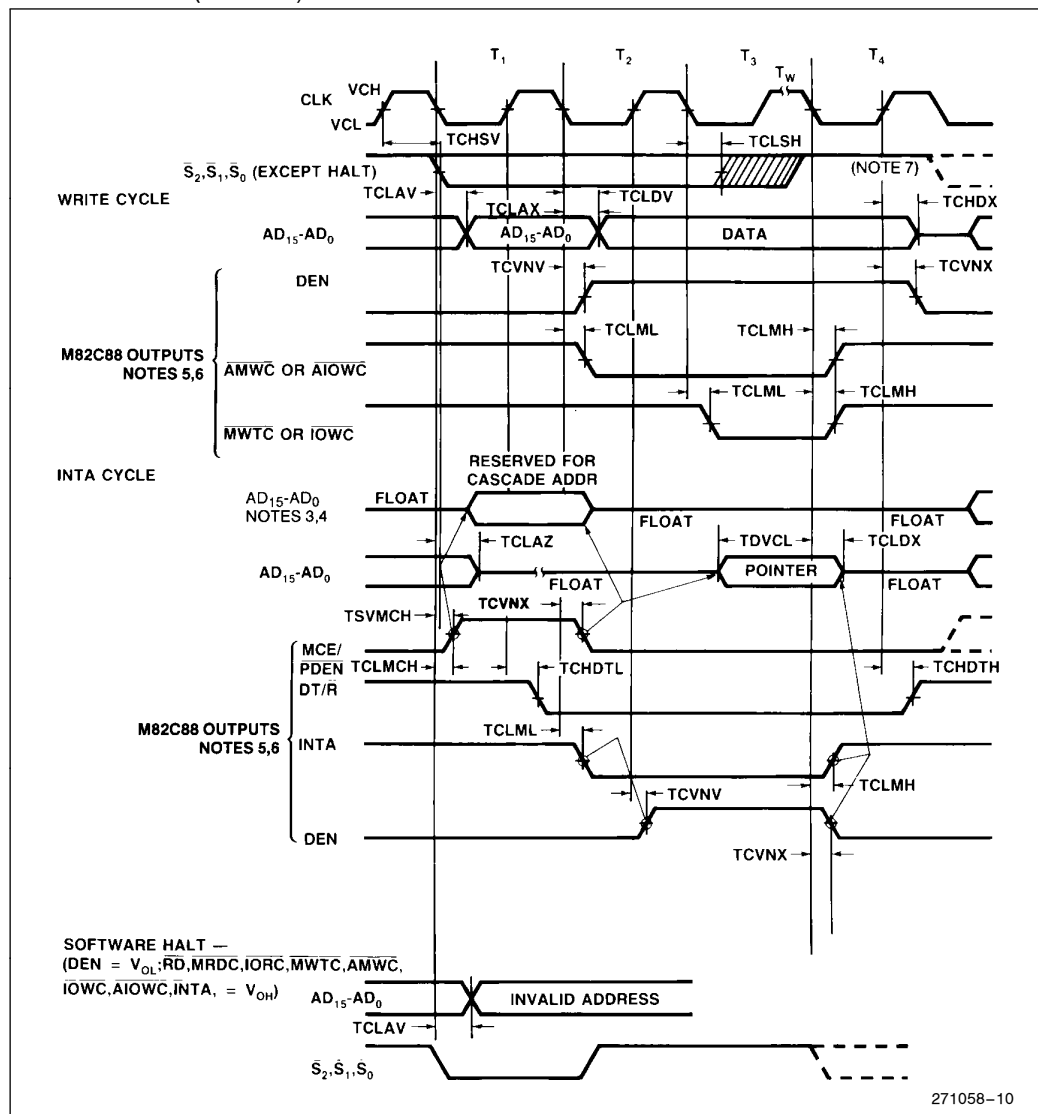 T1 T2 T3 TW T4
CLK VCH
VCL
TCHSV
TCLSH
S̄2,S̄1,S̄0 (EXCEPT HALT)
(NOTE 7)
WRITE CYCLE
TCLAV
TCLAX
TCLDV
TCHDX
AD15-AD0
AD15-AD0
DATA
TCVNV
TCVNX
DEN
TCLML
TCLMH
M82C88 OUTPUTS
NOTES 5,6
AMWC OR AIOWC
TCLML
TCLMH
MWTC OR IOWC
INTA CYCLE
RESERVED FOR
CASCADE ADDR
AD15-AD0
NOTES 3,4
FLOAT
FLOAT
FLOAT
TCLAZ
TDVCL
TCLDX
AD15-AD0
FLOAT
POINTER
FLOAT
TSVMCH
TCVNX
MCE/
PDEN
TCLMCH
TCHDTL
TCHDTH
DT/R̄
M82C88 OUTPUTS
NOTES 5,6
TCLML
INTA
TCLMH
TCVNV
DEN
TCVNX
SOFTWARE HALT —
(DEN = VOL;RD,MRDC,IORC,MWTC,AMWC,
IOWC,AIOWC,INTA, = VOH)
AD15-AD0
INVALID ADDRESS
TCLAV
S̄2,S̄1,S̄0
271058-10